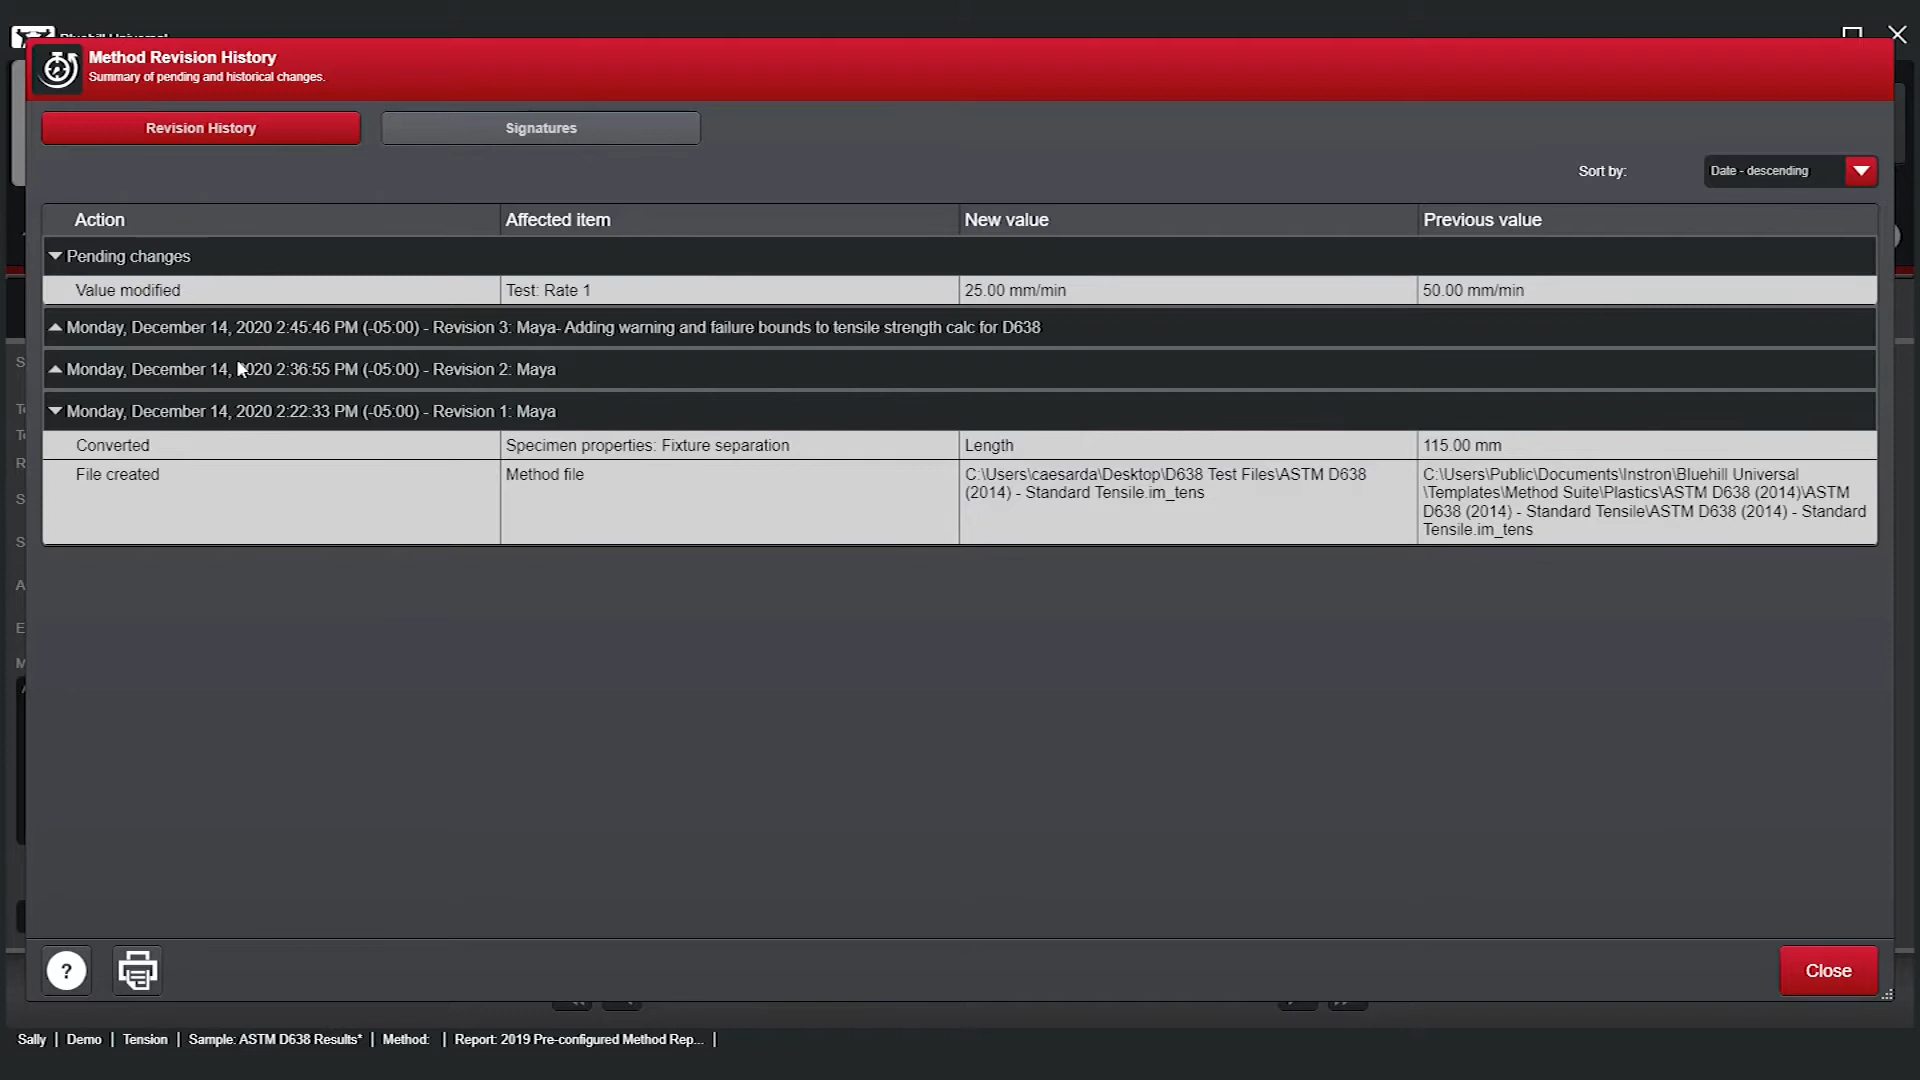 Method Revision History
Summary of pending and historical changes.
Revision History
Signatures
Sort by:
Date - descending
Action
Affected item
New value
Previous value
Pending changes
Value modified
Test: Rate 1
25.00 mm/min
50.00 mm/min
Monday, December 14, 2020 2:45:46 PM (-05:00) - Revision 3: Maya- Adding warning and failure bounds to tensile strength calc for D638
Monday, December 14, 2020 2:36:55 PM (-05:00) - Revision 2: Maya
Monday, December 14, 2020 2:22:33 PM (-05:00) - Revision 1: Maya
Converted
Specimen properties: Fixture separation
Length
115.00 mm
File created
Method file
C:\Users\caesarda\Desktop\D638 Test Files\ASTM D638
(2014) - Standard Tensile.im_tens
C:\Users\Public\Documents\Instron\Bluehill Universal
\Templates\Method Suite\Plastics\ASTM D638 (2014)\ASTM
D638 (2014) - Standard Tensile\ASTM D638 (2014) - Standard
Tensile.im_tens
?
Close
Sally | Demo | Tension | Sample: ASTM D638 Results* | Method: | Report: 2019 Pre-configured Method Rep... |